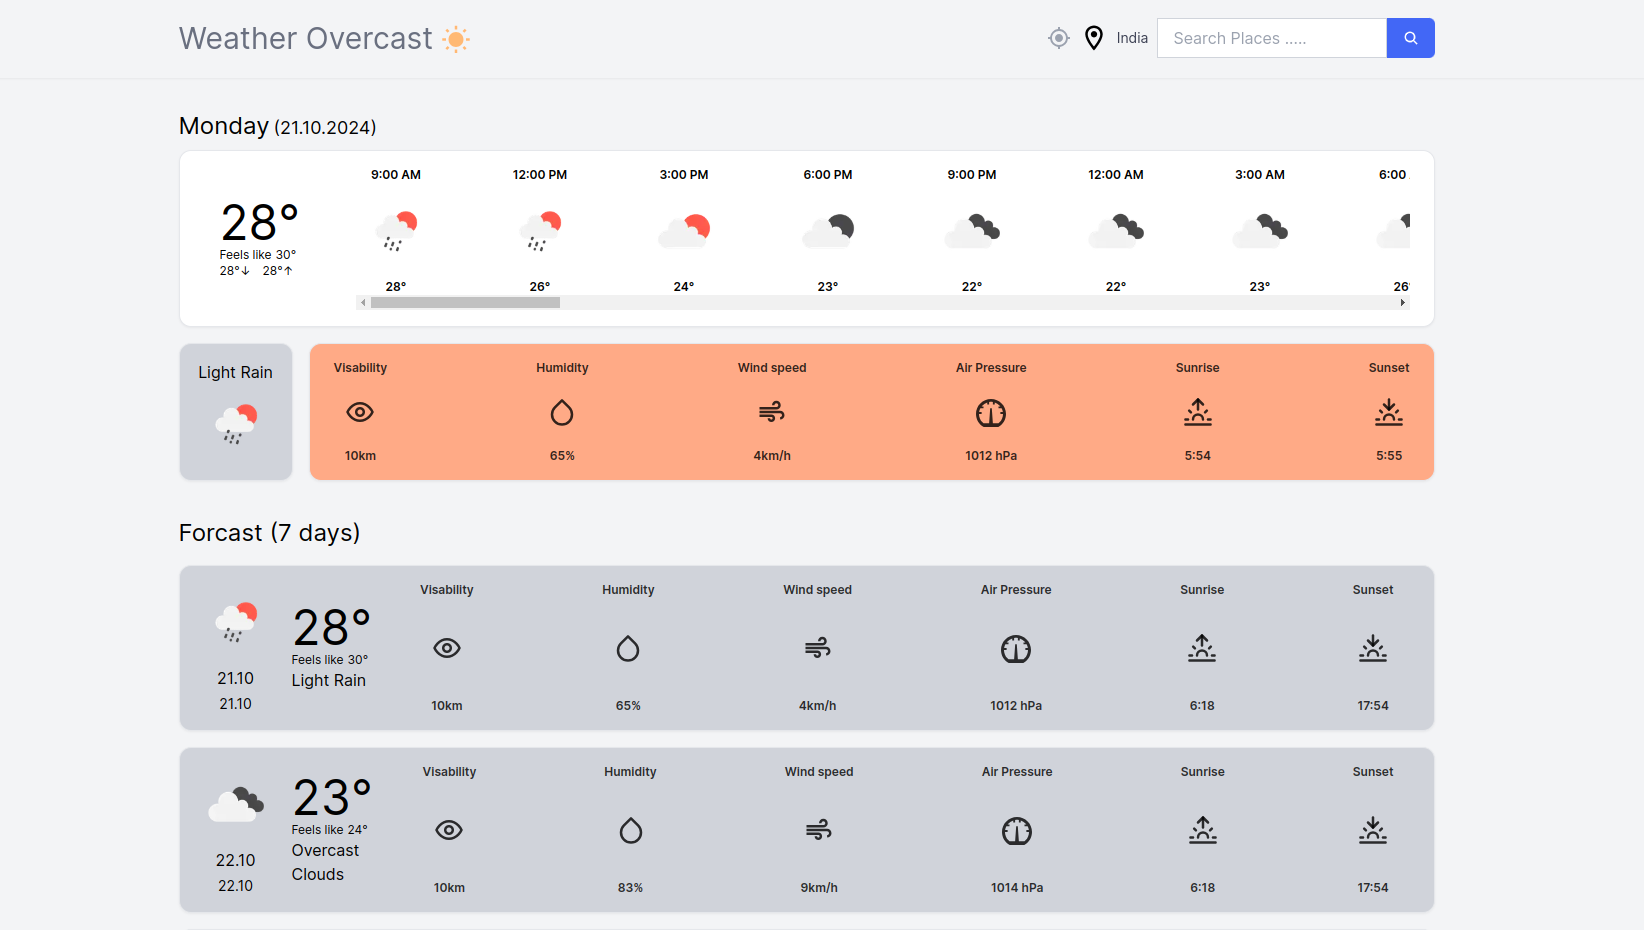 Weather Overcast
India
Search Places .....
Monday (21.10.2024)
9:00 AM 12:00 PM 3:00 PM 6:00 PM 9:00 PM 12:00 AM 3:00 AM 6:00
28°
Feels like 30°
28°↓ 28°↑
28° 26° 24° 23° 22° 22° 23° 26
Light Rain
Visability Humidity Wind speed Air Pressure Sunrise Sunset
10km 65% 4km/h 1012 hPa 5:54 5:55
Forcast (7 days)
Visability Humidity Wind speed Air Pressure Sunrise Sunset
28°
Feels like 30°
Light Rain
21.10
21.10
10km 65% 4km/h 1012 hPa 6:18 17:54
Visability Humidity Wind speed Air Pressure Sunrise Sunset
23°
Feels like 24°
Overcast
Clouds
22.10
22.10
10km 83% 9km/h 1014 hPa 6:18 17:54